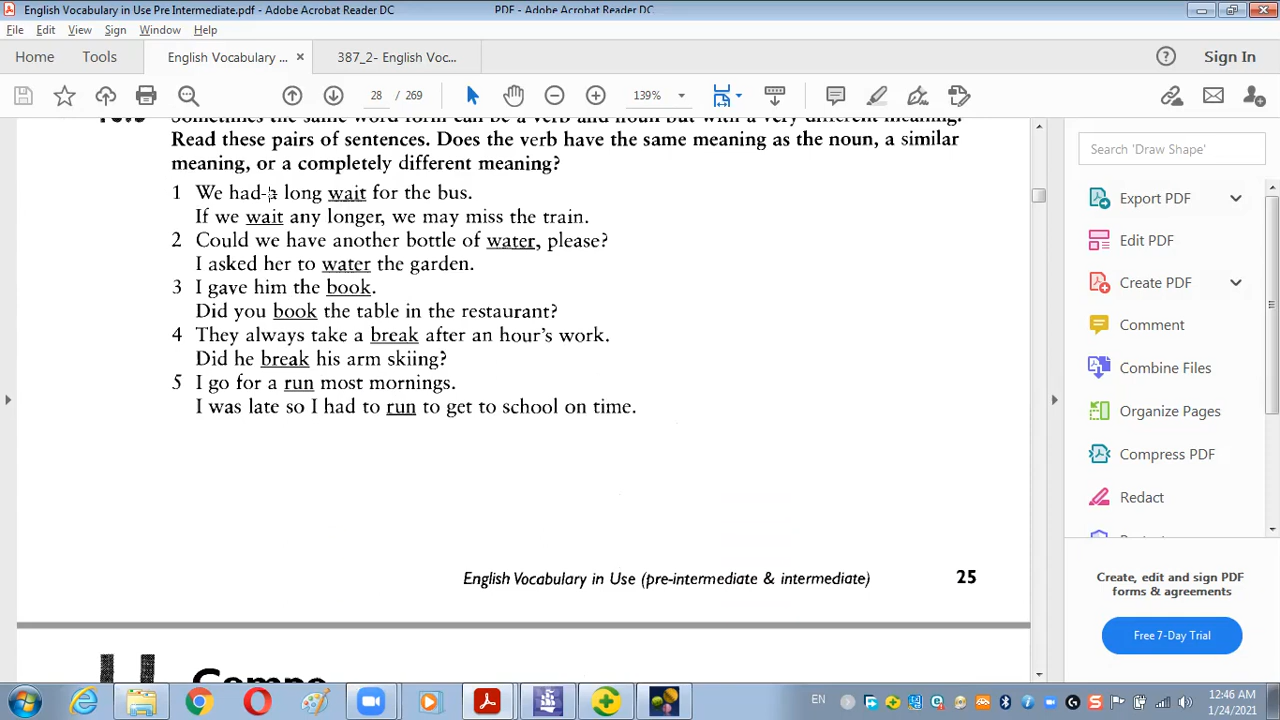 English Vocabulary in Use Pre Intermediate.pdf - Adobe Acrobat Reader DC
PDF - Adobe Acrobat Reader DC
File Edit View Sign Window Help
Home Tools English Vocabulary ... × 387_2- English Voc... Sign In
28 / 269 139%
Sometimes the same word form can be a verb and noun but with a very different meaning.
Read these pairs of sentences. Does the verb have the same meaning as the noun, a similar
meaning, or a completely different meaning?
1 We had a long wait for the bus.
If we wait any longer, we may miss the train.
2 Could we have another bottle of water, please?
I asked her to water the garden.
3 I gave him the book.
Did you book the table in the restaurant?
4 They always take a break after an hour's work.
Did he break his arm skiing?
5 I go for a run most mornings.
I was late so I had to run to get to school on time.
English Vocabulary in Use (pre-intermediate & intermediate) 25
Search 'Draw Shape'
Export PDF
Edit PDF
Create PDF
Comment
Combine Files
Organize Pages
Compress PDF
Redact
Create, edit and sign PDF
forms & agreements
Free 7-Day Trial
EN
12:46 AM
1/24/2021